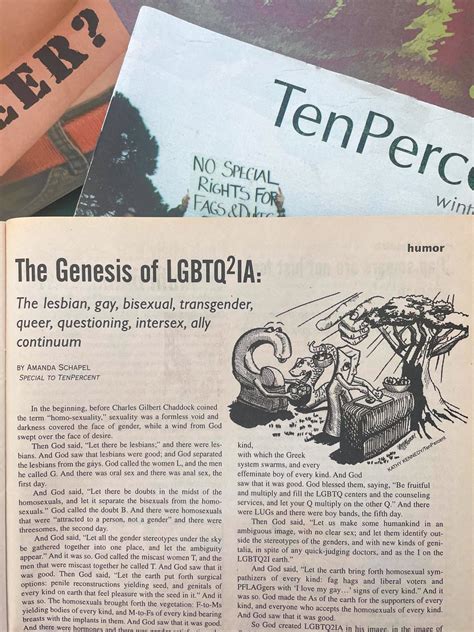 EER?
TenPerce
Wint
NO SPECIAL
RIGHTS FOR
FAGS & DYKES
humor
The Genesis of LGBTQ²IA:
The lesbian, gay, bisexual, transgender,
queer, questioning, intersex, ally
continuum
BY AMANDA SCHAPEL
SPECIAL TO TENPERCENT
In the beginning, before Charles Gilbert Chaddock coined
the term "homo-sexuality," sexuality was a formless void and
darkness covered the face of gender, while a wind from God
swept over the face of desire.
Then God said, "Let there be lesbians;" and there were les-
bians. And God saw that lesbians were good; and God separated
the lesbians from the gays. God called the women L, and the men
he called G. And there was oral sex and there was anal sex, the
first day.
And God said, "Let there be doubts in the midst of the
homosexuals, and let it separate the bisexuals from the homo-
sexuals." God called the doubt B. And there were homosexuals
that were "attracted to a person, not a gender" and there were
threesomes, the second day.
And God said, "Let all the gender stereotypes under the sky
be gathered together into one place, and let the ambiguity
appear." And it was so. God called the miscast women T, and the
men that were miscast together he called T. And God saw that it
was good. Then God said, "Let the earth put forth surgical
options: penile reconstructions yielding seed, and genitals of
every kind on earth that feel pleasure with the seed in it." And it
was so. The homosexuals brought forth the vegetation: F-to-Ms
yielding bodies of every kind, and M-to-Fs of every kind bearing
breasts with the implants in them. And God saw that it was good.
And there were hormones and there were
KATHY KENNEDY/TenPercent
kind,
with which the Greek
system swarms, and every
effeminate boy of every kind. And God
saw that it was good. God blessed them, saying, "Be fruitful
and multiply and fill the LGBTQ centers and the counseling
services, and let your Q multiply on the other Q." And there
were LUGs and there were boy bands, the fifth day.
Then God said, "Let us make some humankind in an
ambiguous image, with no clear sex; and let them identify out-
side the stereotypes of the genders, and with new kinds of geni-
talia, in spite of any quick-judging doctors, and as the I on the
LGBTQ2I earth."
And God said, "Let the earth bring forth homosexual sym-
pathizers of every kind: fag hags and liberal voters and
PFLAGgers with 'I love my gay...' signs of every kind." And it
was so. God made the As of the earth for the supporters of every
kind, and everyone who accepts the homosexuals of every kind.
And God saw that it was good.
So God created LGBTQ2IA in his image, in the image of